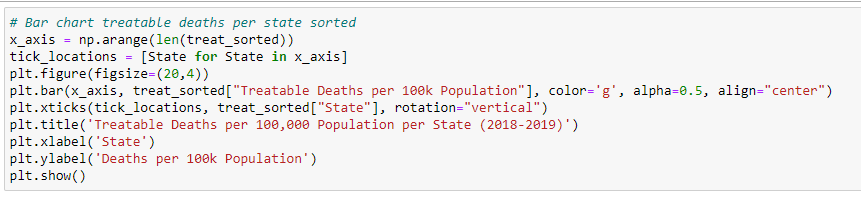 # Bar chart treatable deaths per state sorted
x_axis = np.arange(len(treat_sorted))
tick_locations = [State for State in x_axis]
plt.figure(figsize=(20,4))
plt.bar(x_axis, treat_sorted["Treatable Deaths per 100k Population"], color='g', alpha=0.5, align="center")
plt.xticks(tick_locations, treat_sorted["State"], rotation="vertical")
plt.title('Treatable Deaths per 100,000 Population per State (2018-2019)')
plt.xlabel('State')
plt.ylabel('Deaths per 100k Population')
plt.show()